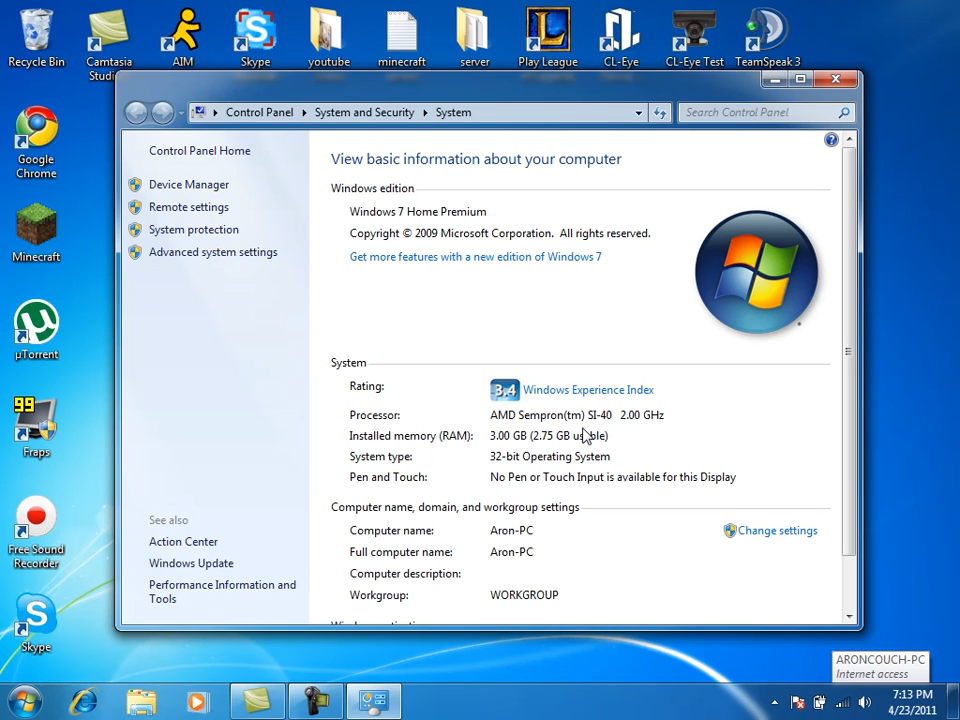 Recycle Bin
Camtasia
Studi
AIM
Skype
youtube
minecraft
server
Play League
CL-Eye
CL-Eye Test
TeamSpeak 3
Control Panel
System and Security
System
Search Control Panel
Google
Chrome
Minecraft
µTorrent
99
Fraps
Free Sound
Recorder
Skype
Control Panel Home
Device Manager
Remote settings
System protection
Advanced system settings
See also
Action Center
Windows Update
Performance Information and
Tools
View basic information about your computer
Windows edition
Windows 7 Home Premium
Copyright © 2009 Microsoft Corporation. All rights reserved.
Get more features with a new edition of Windows 7
System
Rating:
3.4 Windows Experience Index
Processor:
AMD Sempron(tm) SI-40 2.00 GHz
Installed memory (RAM):
3.00 GB (2.75 GB usable)
System type:
32-bit Operating System
Pen and Touch:
No Pen or Touch Input is available for this Display
Computer name, domain, and workgroup settings
Computer name:
Aron-PC
Change settings
Full computer name:
Aron-PC
Computer description:
Workgroup:
WORKGROUP
ARONCOUCH-PC
Internet access
7:13 PM
4/23/2011